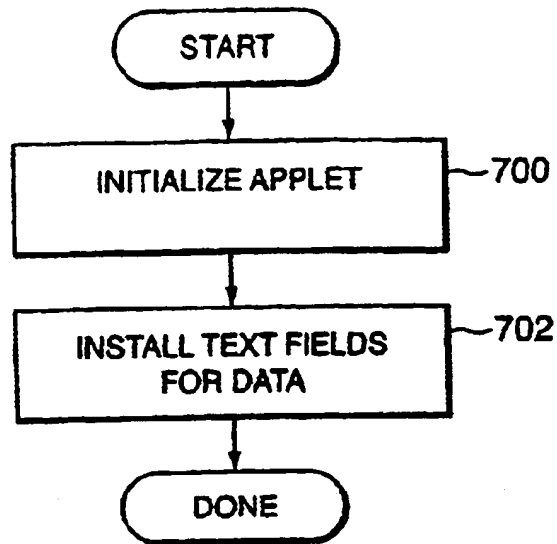 START
INITIALIZE APPLET
700
INSTALL TEXT FIELDS
FOR DATA
702
DONE